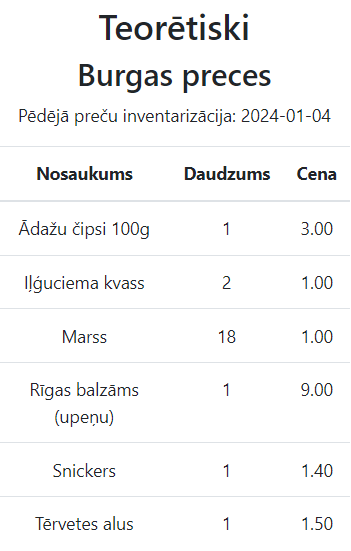 Teorētiski
Burgas preces
Pēdējā preču inventarizācija: 2024-01-04
Nosaukums Daudzums Cena
Ādažu čipsi 100g 1 3.00
Iļģuciema kvass 2 1.00
Marss 18 1.00
Rīgas balzāms 1 9.00
(upeņu)
Snickers 1 1.40
Tērvetes alus 1 1.50